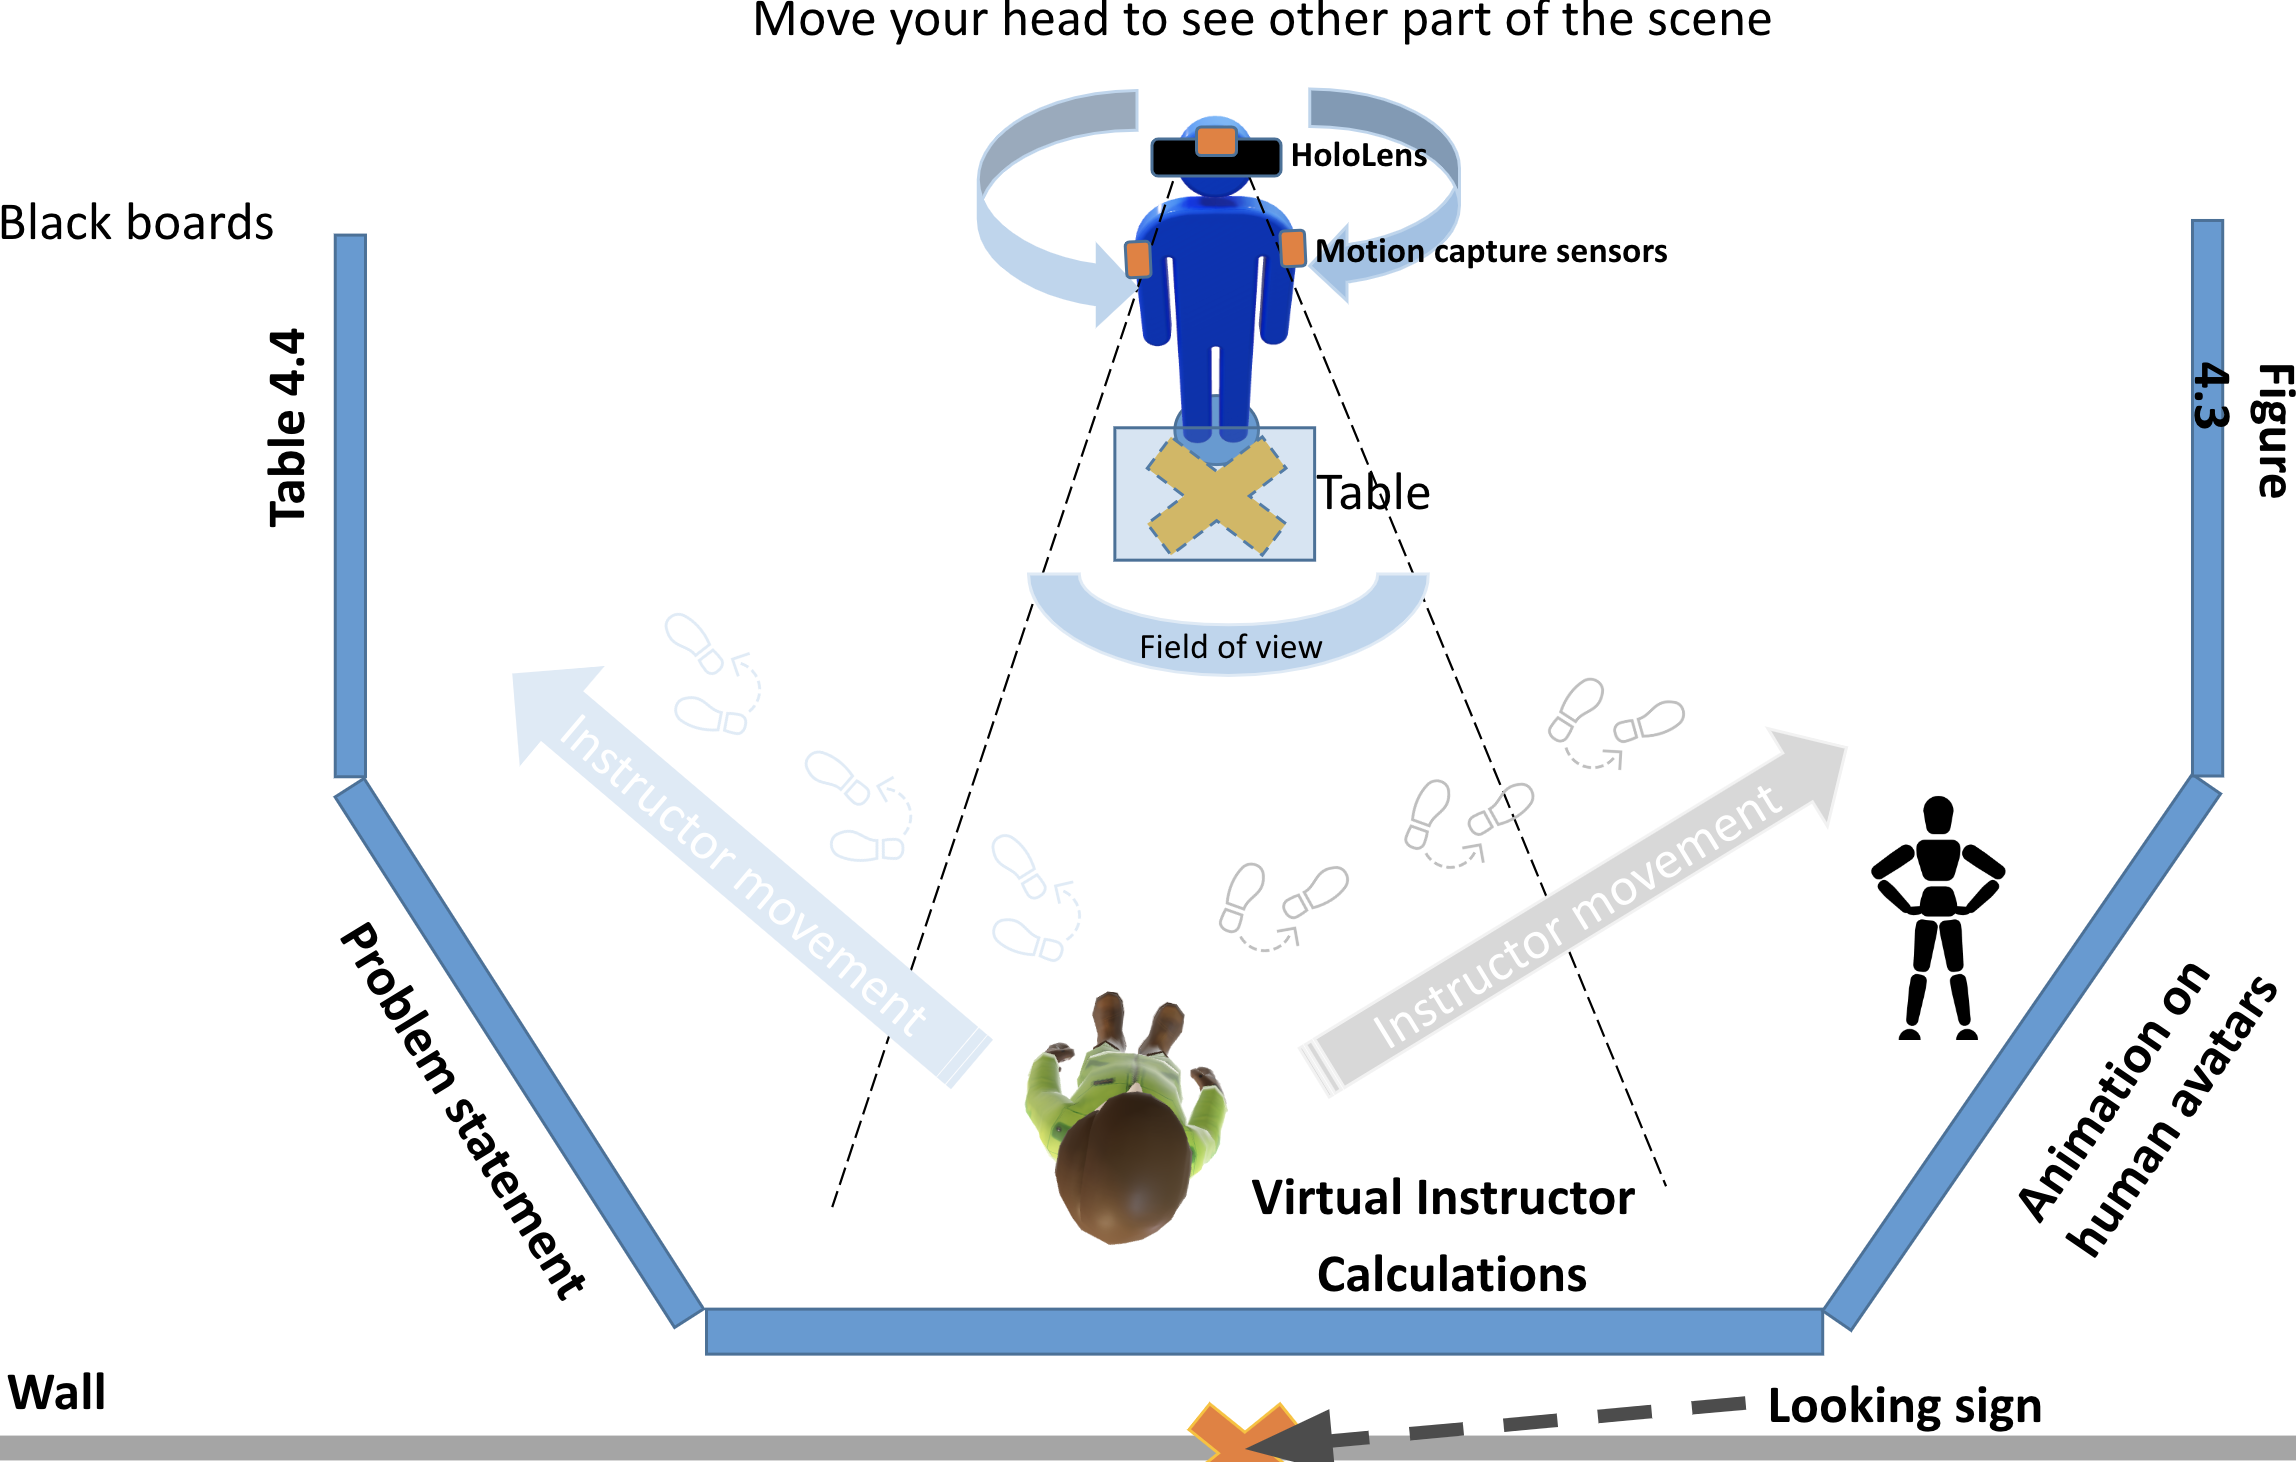 Move your head to see other part of the scene
HoloLens
Black boards
Motion capture sensors
Table 4.4
Figure
4.3
Table
Field of view
Instructor movement
Instructor movement
Problem statement
Animation on
human avatars
Virtual Instructor
Calculations
Wall
Looking sign